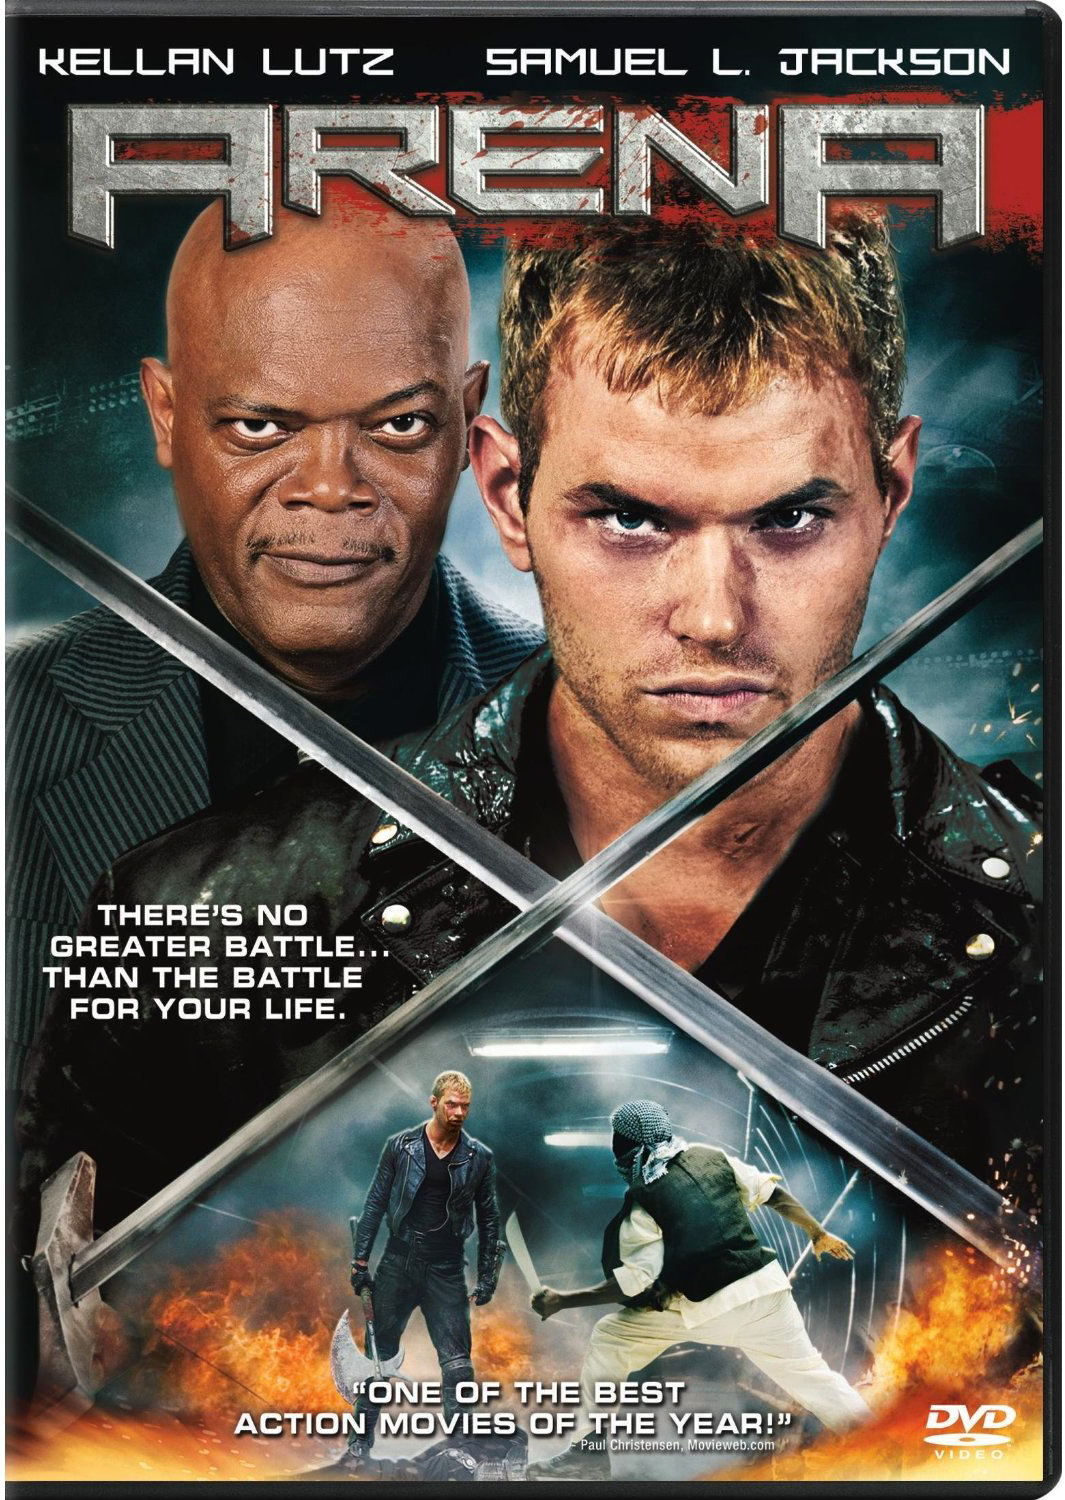 KELLAN LUTZ SAMUEL L. JACKSON
ARENA
THERE'S NO
GREATER BATTLE...
THAN THE BATTLE
FOR YOUR LIFE.
"ONE OF THE BEST
ACTION MOVIES OF THE YEAR!"
- Paul Christensen, Movieweb.com
DVD
VIDEO